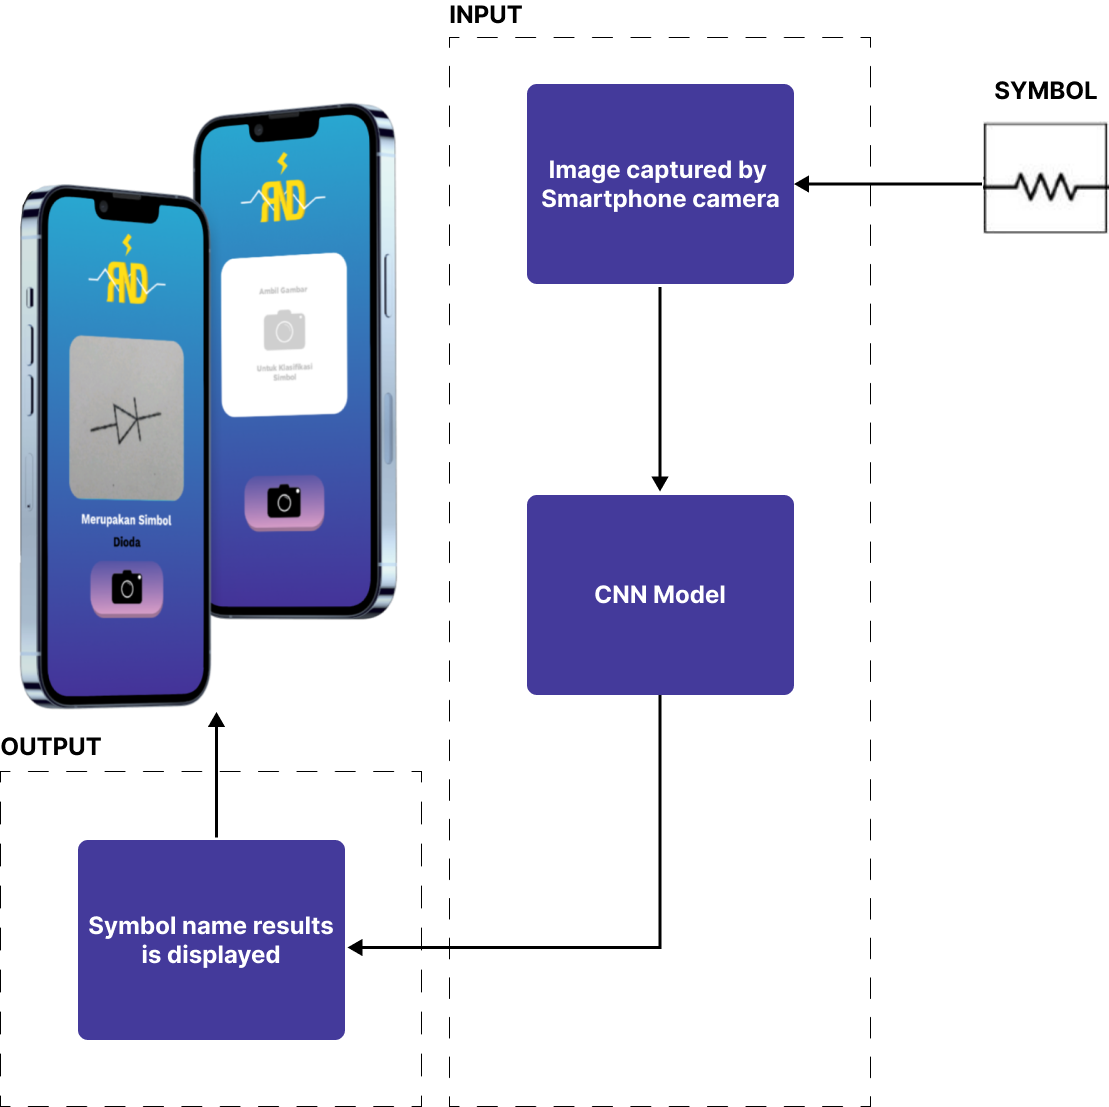 INPUT
SYMBOL
Image captured by
Smartphone camera
RND
Ambil Gambar
Untuk Klasifikasi
Simbol
RND
Merupakan Simbol
Dioda
CNN Model
OUTPUT
Symbol name results
is displayed